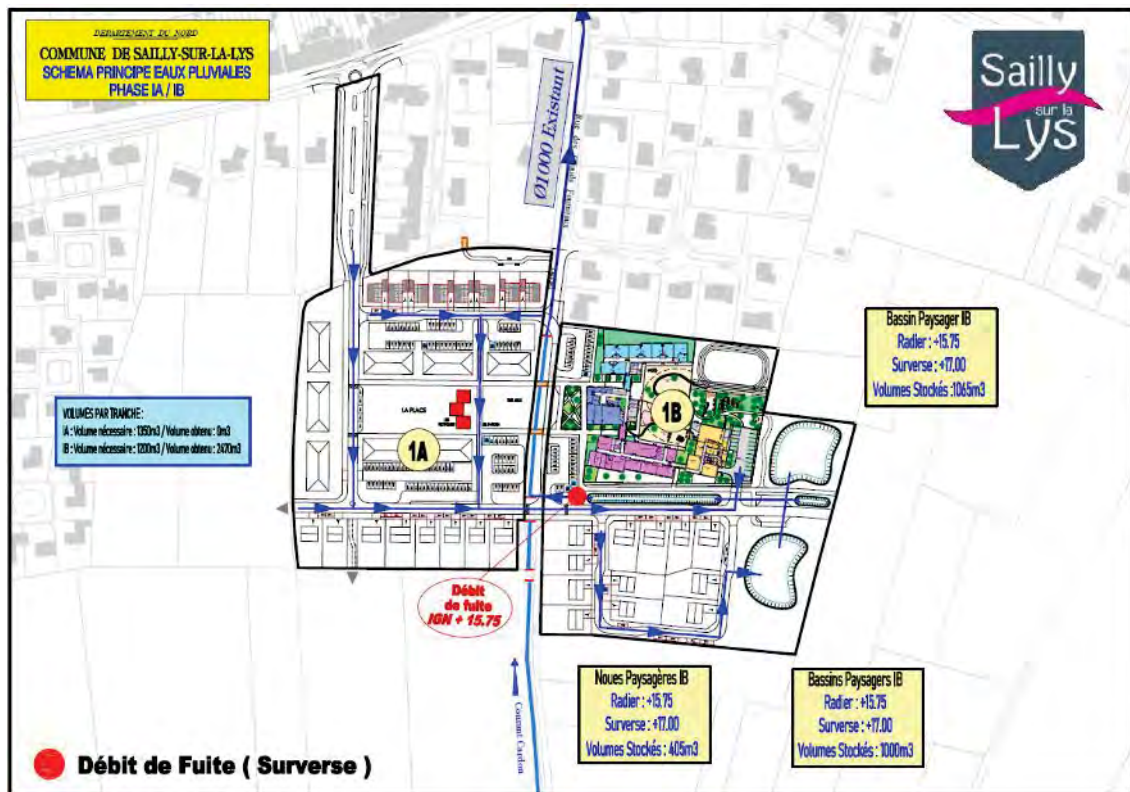 DEPARTEMENT DU NORD
COMMUNE DE SAILLY-SUR-LA-LYS
SCHEMA PRINCIPE EAUX PLUVIALES
PHASE IA / IB
Sailly
sur la
Lys
Ø1000 Existant
Bassin Paysager IB
Radier : +15.75
Surverse : +17.00
Volumes Stockés :1065m3
VOLUMES PAR TRANCHE :
IA : Volume nécessaire : 1350m3 / Volume obtenu : 0m3
IB : Volume nécessaire : 1200m3 / Volume obtenu : 2470m3
LA PLACE
1A
1B
Débit
de fuite
IGN + 15.75
Noues Paysagères IB
Radier : +15.75
Surverse : +17.00
Volumes Stockés : 405m3
Bassins Paysagers IB
Radier : +15.75
Surverse : +17.00
Volumes Stockés : 1000m3
Courant Cardon
Débit de Fuite ( Surverse )